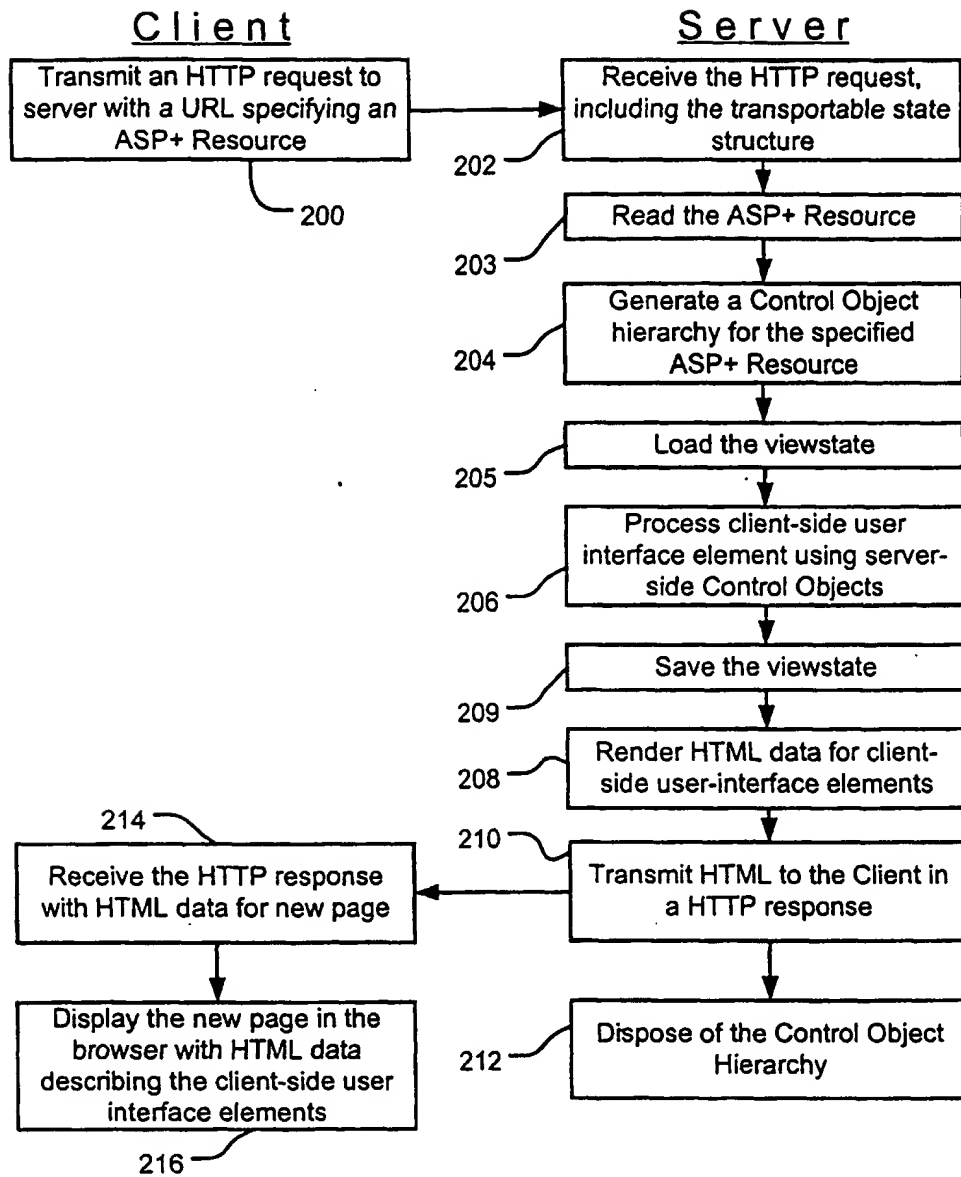 Client
Transmit an HTTP request to
server with a URL specifying an
ASP+ Resource
200
Server
Receive the HTTP request,
including the transportable state
structure
202
Read the ASP+ Resource
203
Generate a Control Object
hierarchy for the specified
ASP+ Resource
204
Load the viewstate
205
Process client-side user
interface element using server-
side Control Objects
206
Save the viewstate
209
Render HTML data for client-
side user-interface elements
208
210
Transmit HTML to the Client in
a HTTP response
214
Receive the HTTP response
with HTML data for new page
Display the new page in the
browser with HTML data
describing the client-side user
interface elements
216
Dispose of the Control Object
Hierarchy
212